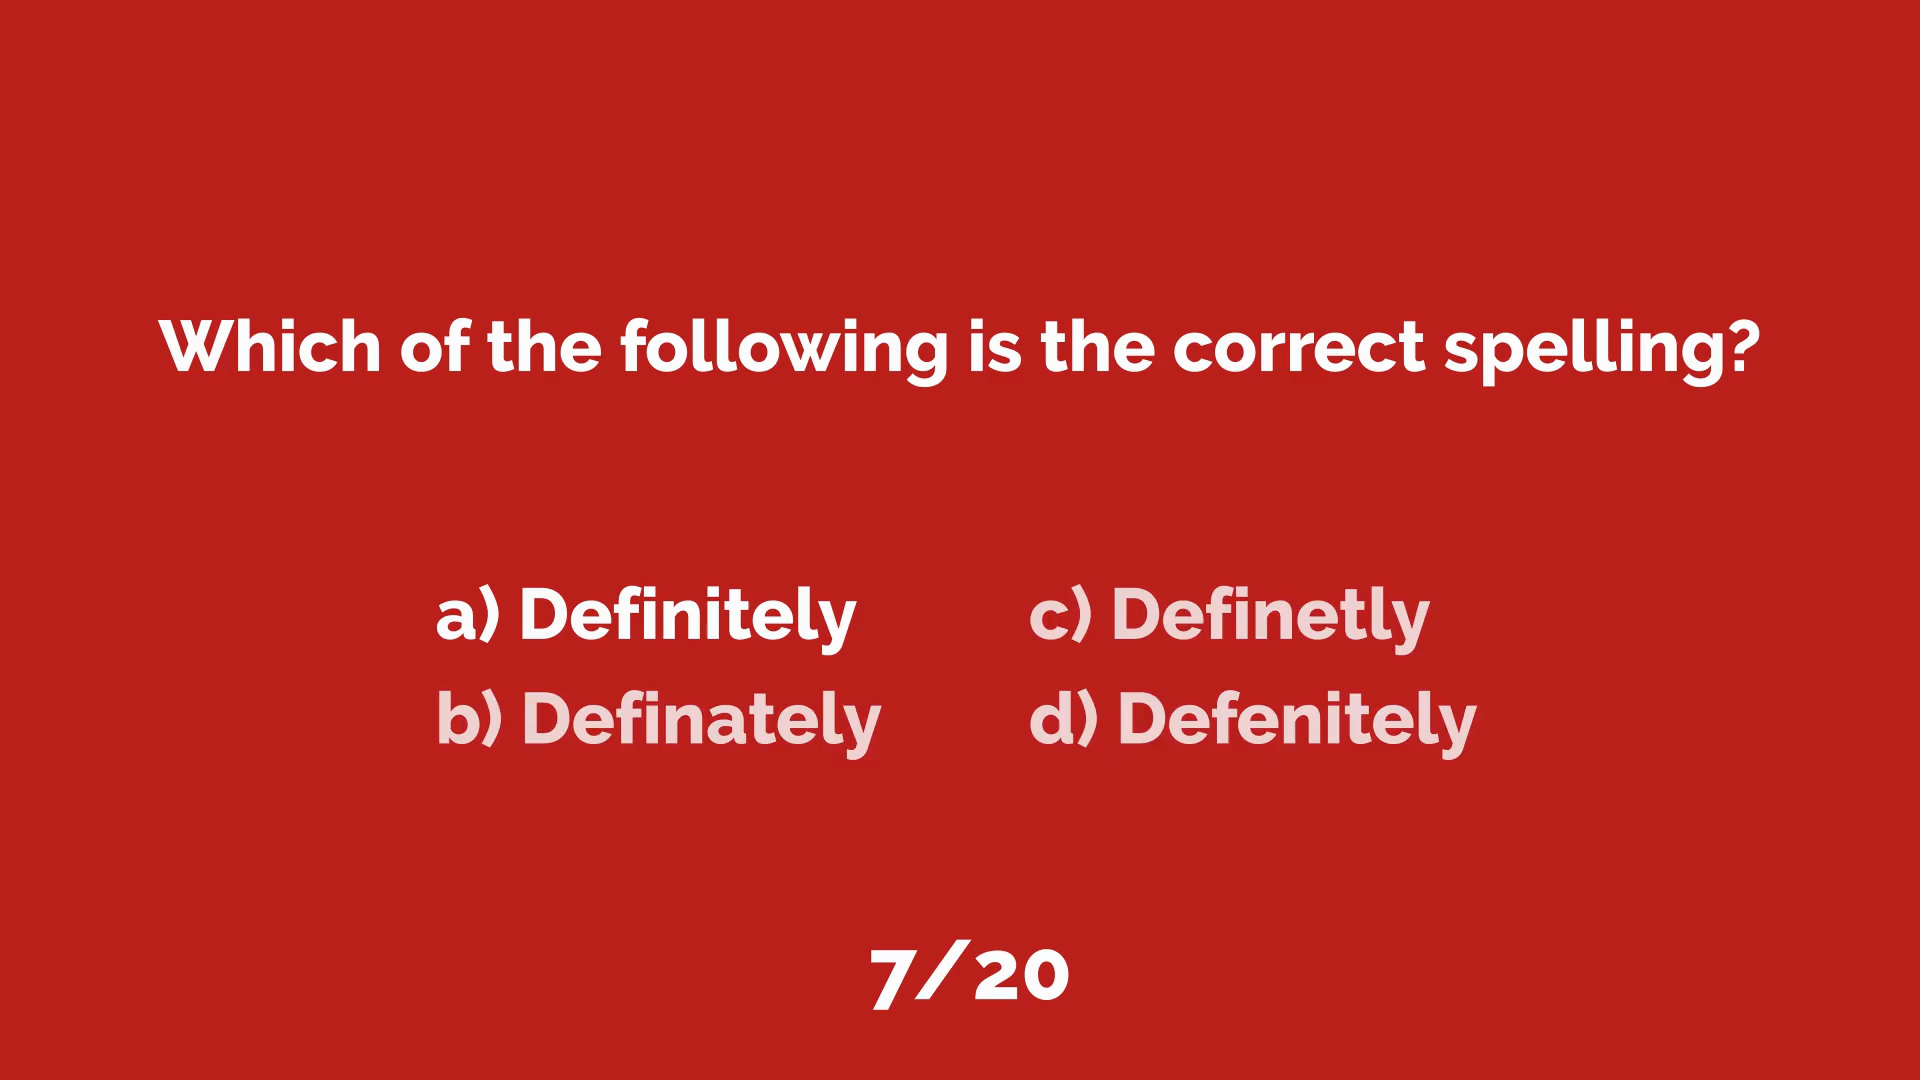 Which of the following is the correct spelling?
a) Definitely
b) Definately
c) Definetly
d) Defenitely
7/20